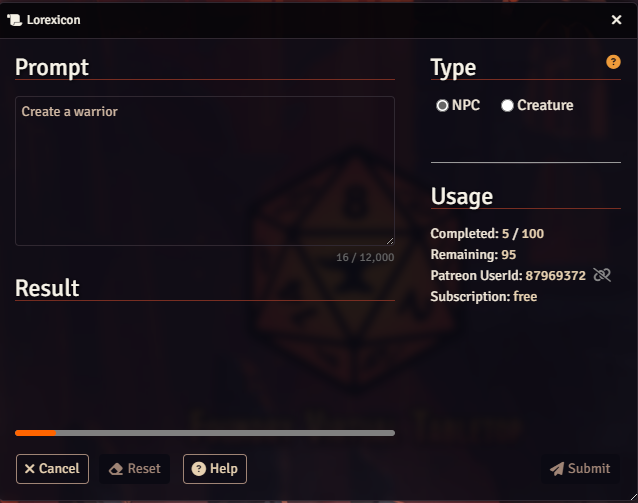 Lorexicon
Prompt
Create a warrior
16 / 12,000
Result
Type
?
NPC
Creature
Usage
Completed: 5 / 100
Remaining: 95
Patreon UserId: 87969372
Subscription: free
Cancel
Reset
? Help
Submit